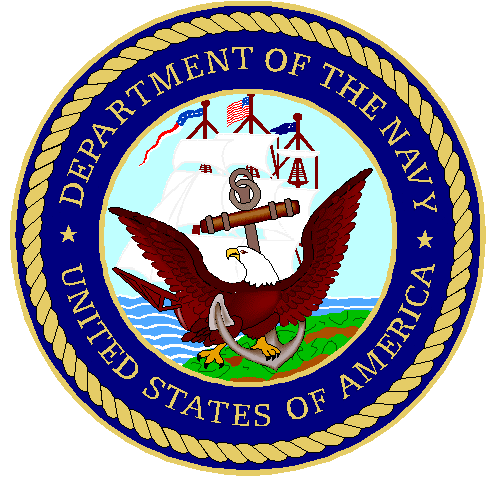 DEPARTMENT OF THE NAVY
UNITED STATES OF AMERICA